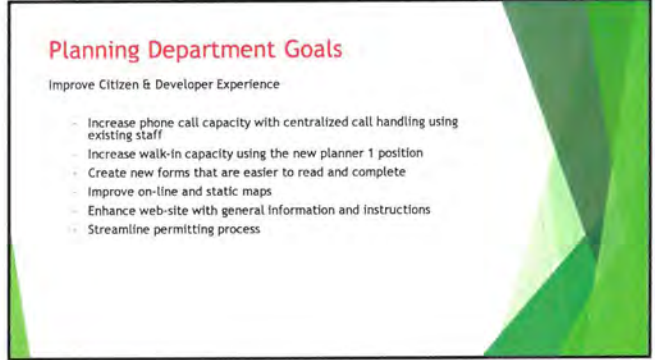 Planning Department Goals
Improve Citizen & Developer Experience
- Increase phone call capacity with centralized call handling using
existing staff
- Increase walk-in capacity using the new planner 1 position
- Create new forms that are easier to read and complete
- Improve on-line and static maps
- Enhance web-site with general information and instructions
- Streamline permitting process